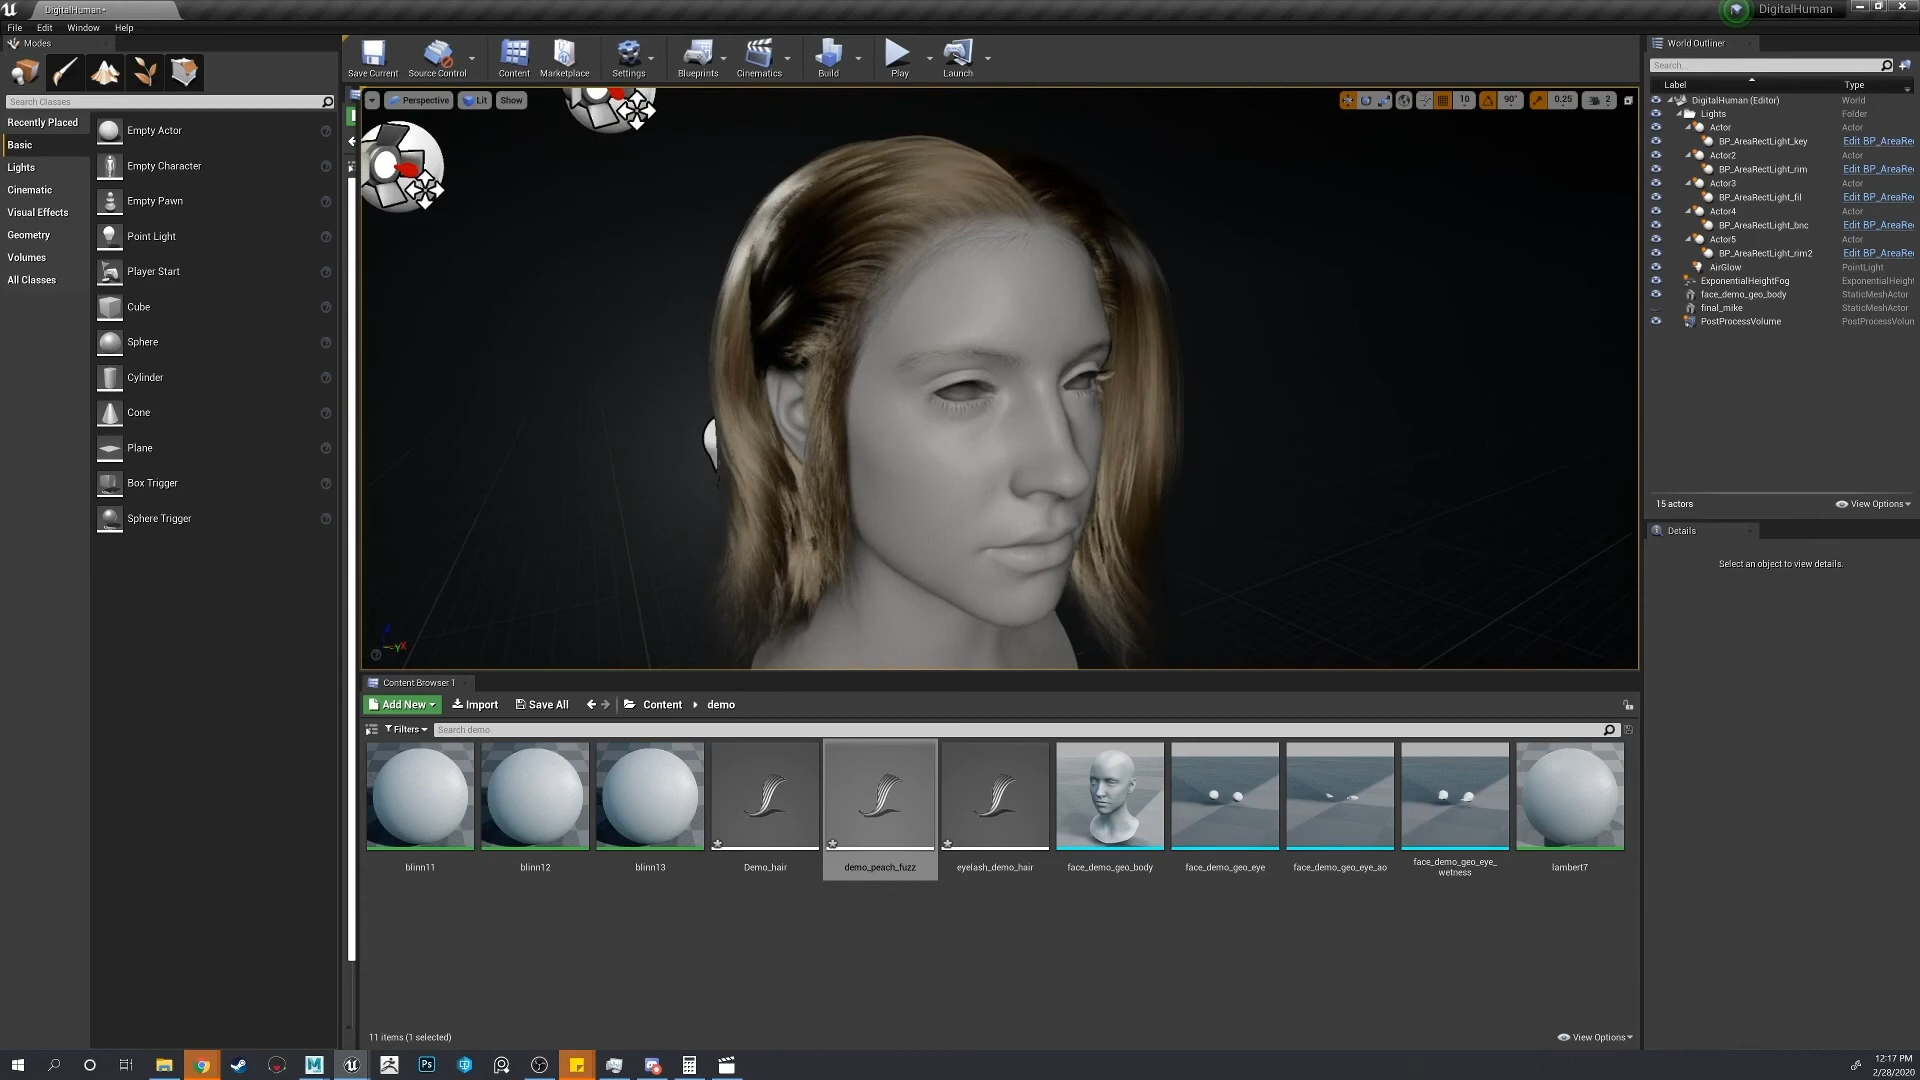 DigitalHuman*
DigitalHuman
File Edit Window Help
Modes
Search Classes
Recently Placed
Basic
Lights
Cinematic
Visual Effects
Geometry
Volumes
All Classes
Empty Actor
Empty Character
Empty Pawn
Point Light
Player Start
Cube
Sphere
Cylinder
Cone
Plane
Box Trigger
Sphere Trigger
Save Current Source Control Content Marketplace Settings Blueprints Cinematics Build Play Launch
Perspective Lit Show
10 90° 0.25 2
World Outliner
Search...
Label Type
DigitalHuman (Editor) World
Lights Folder
Actor Actor
BP_AreaRectLight_key Edit BP_AreaRe
Actor2 Actor
BP_AreaRectLight_rim Edit BP_AreaRe
Actor3 Actor
BP_AreaRectLight_fil Edit BP_AreaRe
Actor4 Actor
BP_AreaRectLight_bnc Edit BP_AreaRe
Actor5 Actor
BP_AreaRectLight_rim2 Edit BP_AreaRe
AirGlow PointLight
ExponentialHeightFog ExponentialHeight
face_demo_geo_body StaticMeshActor
final_mike StaticMeshActor
PostProcessVolume PostProcessVolun
15 actors View Options
Details
Select an object to view details.
Content Browser 1
Add New Import Save All Content demo
Filters Search demo
blinn11
blinn12
blinn13
Demo_hair
demo_peach_fuzz
eyelash_demo_hair
face_demo_geo_body
face_demo_geo_eye
face_demo_geo_eye_ao
face_demo_geo_eye_
wetness
lambert7
11 items (1 selected) View Options
12:17 PM
2/28/2020